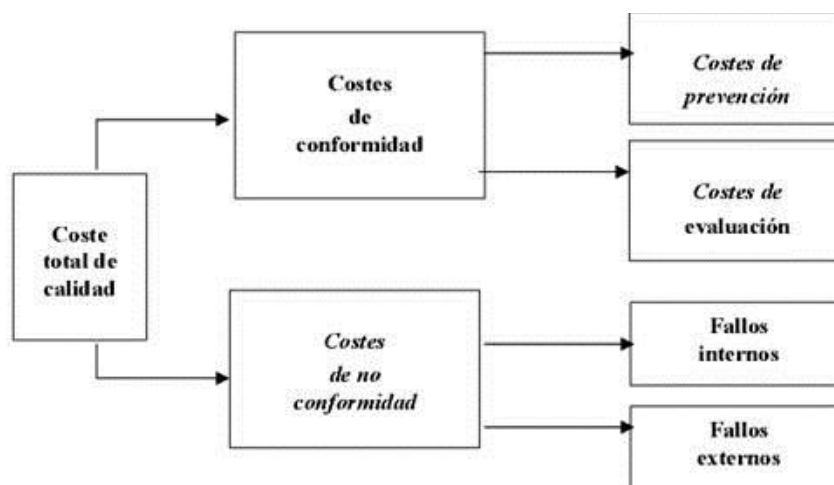 Coste
total de
calidad
Costes
de
conformidad
Costes de
prevención
Costes de
evaluación
Costes
de no
conformidad
Fallos
internos
Fallos
externos